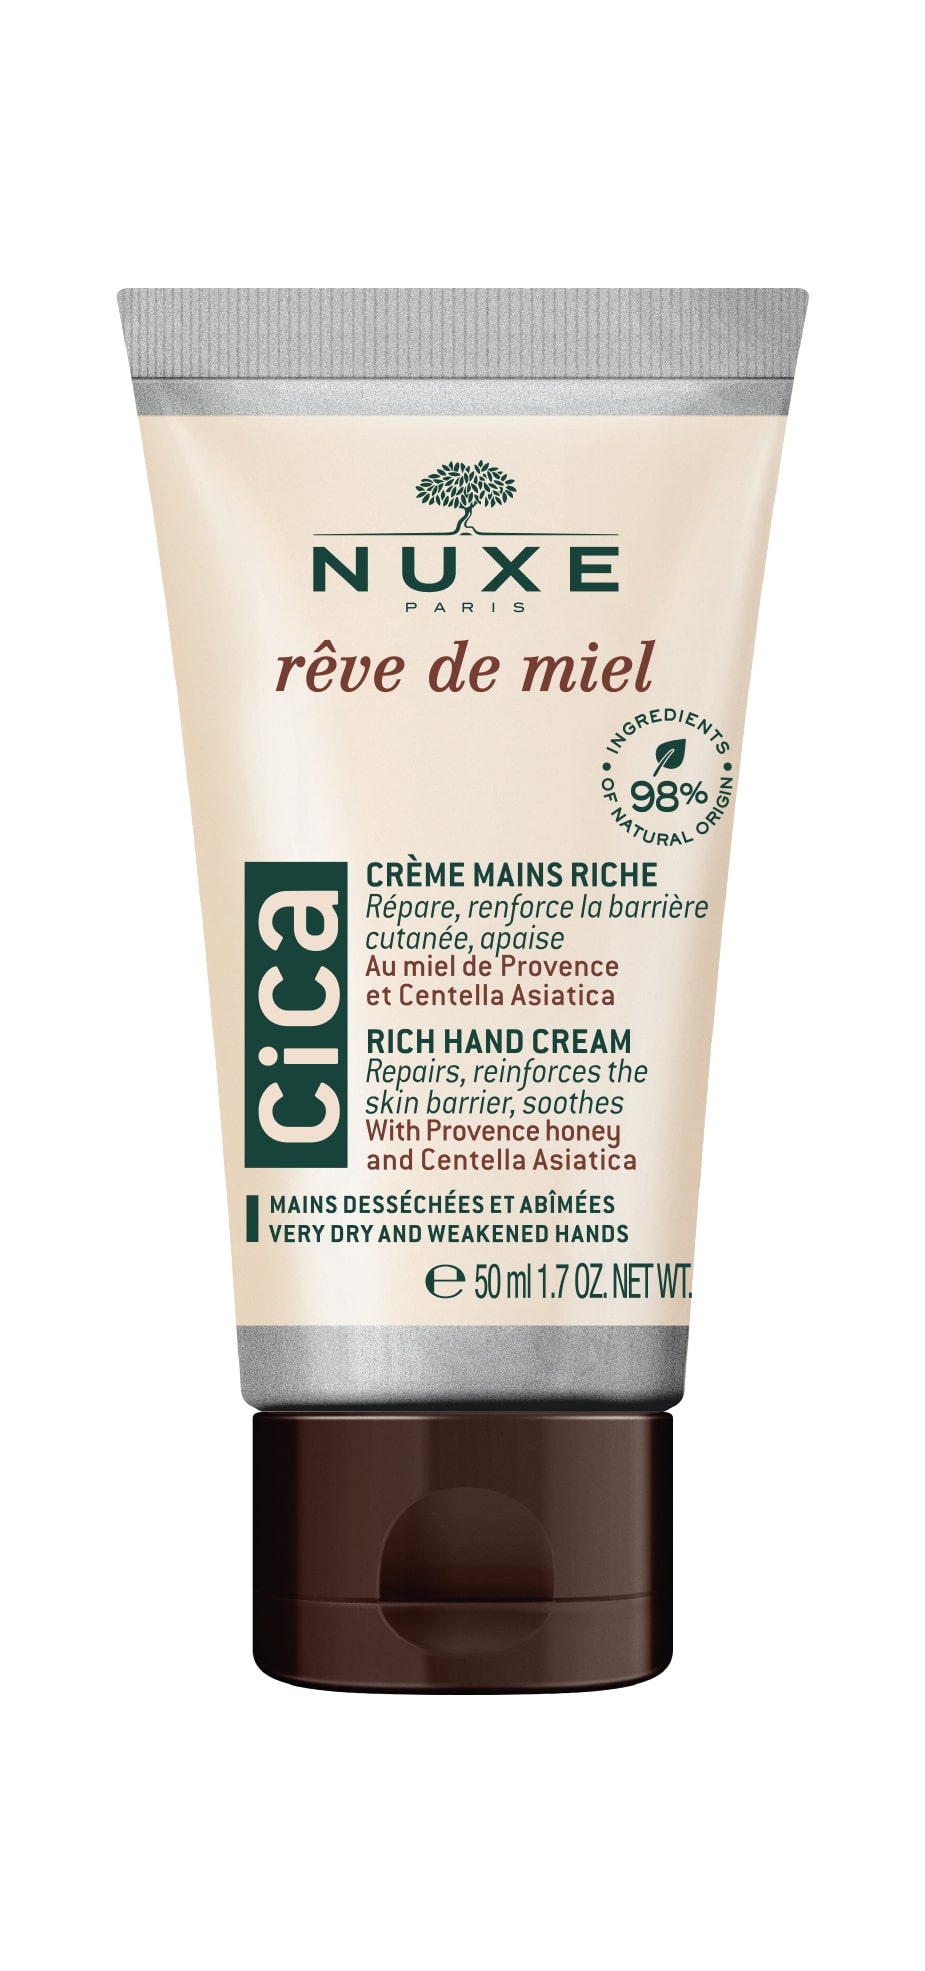 NUXE
PARIS
rêve de miel
INGREDIENTS
98%
OF NATURAL ORIGIN
Cica
CRÈME MAINS RICHE
Répare, renforce la barrière
cutanée, apaise
Au miel de Provence
et Centella Asiatica
RICH HAND CREAM
Repairs, reinforces the
skin barrier, soothes
With Provence honey
and Centella Asiatica
MAINS DESSÉCHÉES ET ABÎMÉES
VERY DRY AND WEAKENED HANDS
℮ 50 ml 1.7 OZ. NET WT.